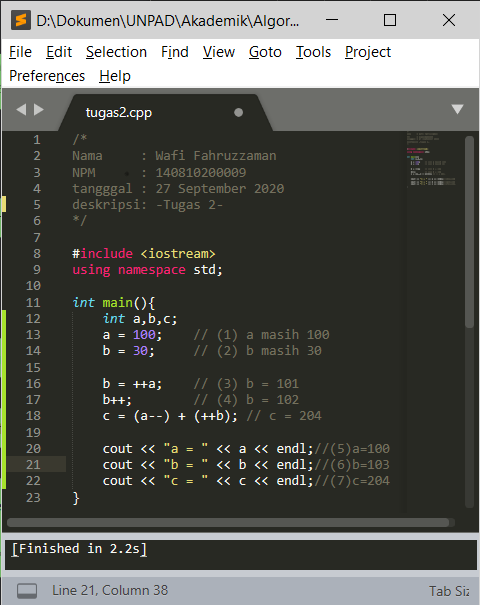 D:\Dokumen\UNPAD\Akademik\Algor...
File Edit Selection Find View Goto Tools Project
Preferences Help
tugas2.cpp
1 /*
2 Nama : Wafi Fahruzzaman
3 NPM : 140810200009
4 tangggal : 27 September 2020
5 deskripsi: -Tugas 2-
6 */
7
8 #include <iostream>
9 using namespace std;
10
11 int main(){
12 int a,b,c;
13 a = 100; // (1) a masih 100
14 b = 30; // (2) b masih 30
15
16 b = ++a; // (3) b = 101
17 b++; // (4) b = 102
18 c = (a--) + (++b); // c = 204
19
20 cout << "a = " << a << endl;//(5)a=100
21 cout << "b = " << b << endl;//(6)b=103
22 cout << "c = " << c << endl;//(7)c=204
23 }
[Finished in 2.2s]
Line 21, Column 38 Tab Siz